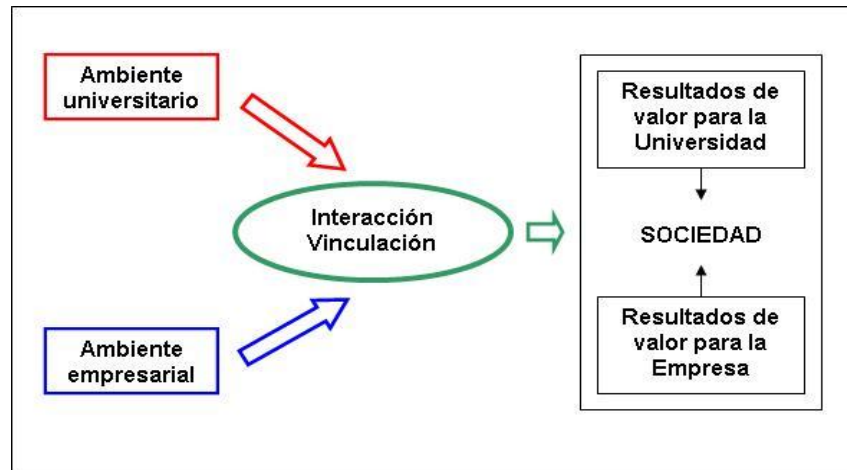 Ambiente
universitario
Interacción
Vinculación
Ambiente
empresarial
Resultados de
valor para la
Universidad
SOCIEDAD
Resultados de
valor para la
Empresa